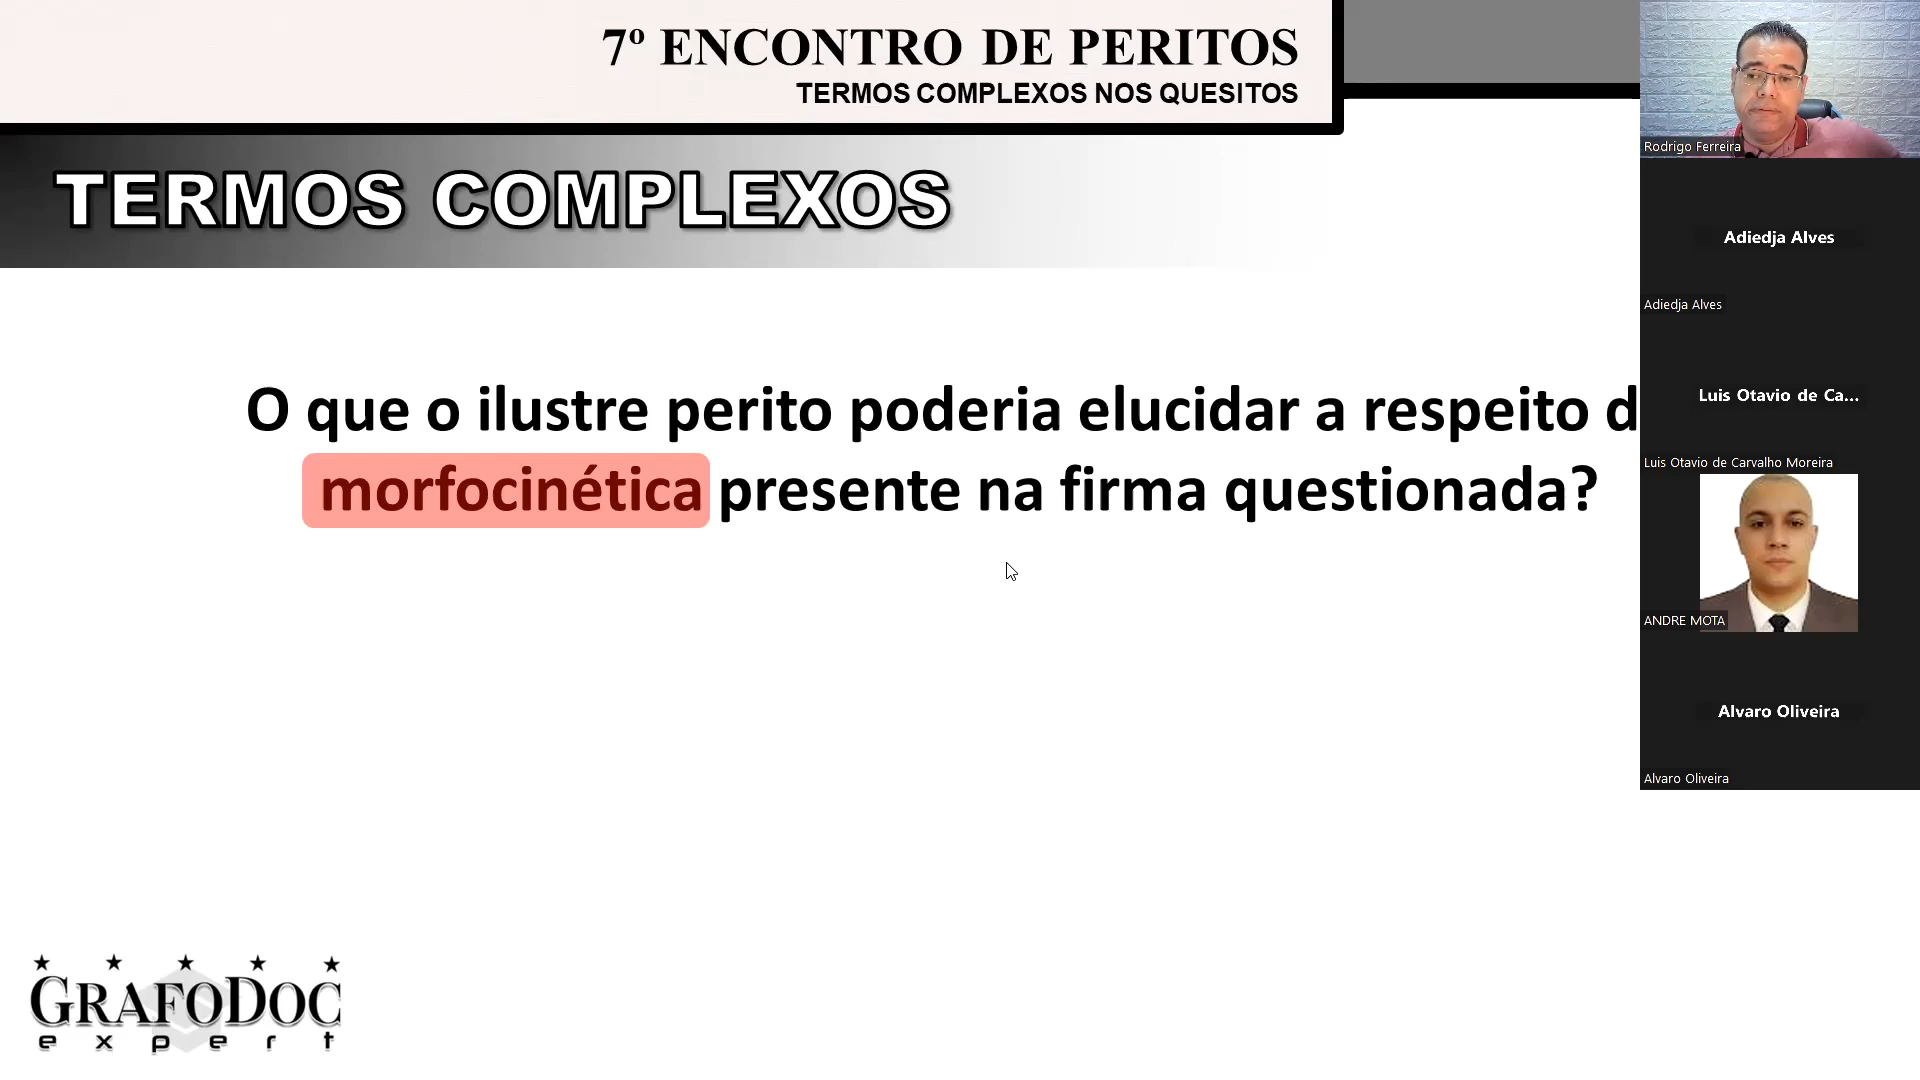 7º ENCONTRO DE PERITOS
TERMOS COMPLEXOS NOS QUESITOS
TERMOS COMPLEXOS
O que o ilustre perito poderia elucidar a respeito d
morfocinética presente na firma questionada?
GRAFODOC
expert
Rodrigo Ferreira
Adiedja Alves
Adiedja Alves
Luis Otavio de Ca...
Luis Otavio de Carvalho Moreira
ANDRE MOTA
Alvaro Oliveira
Alvaro Oliveira